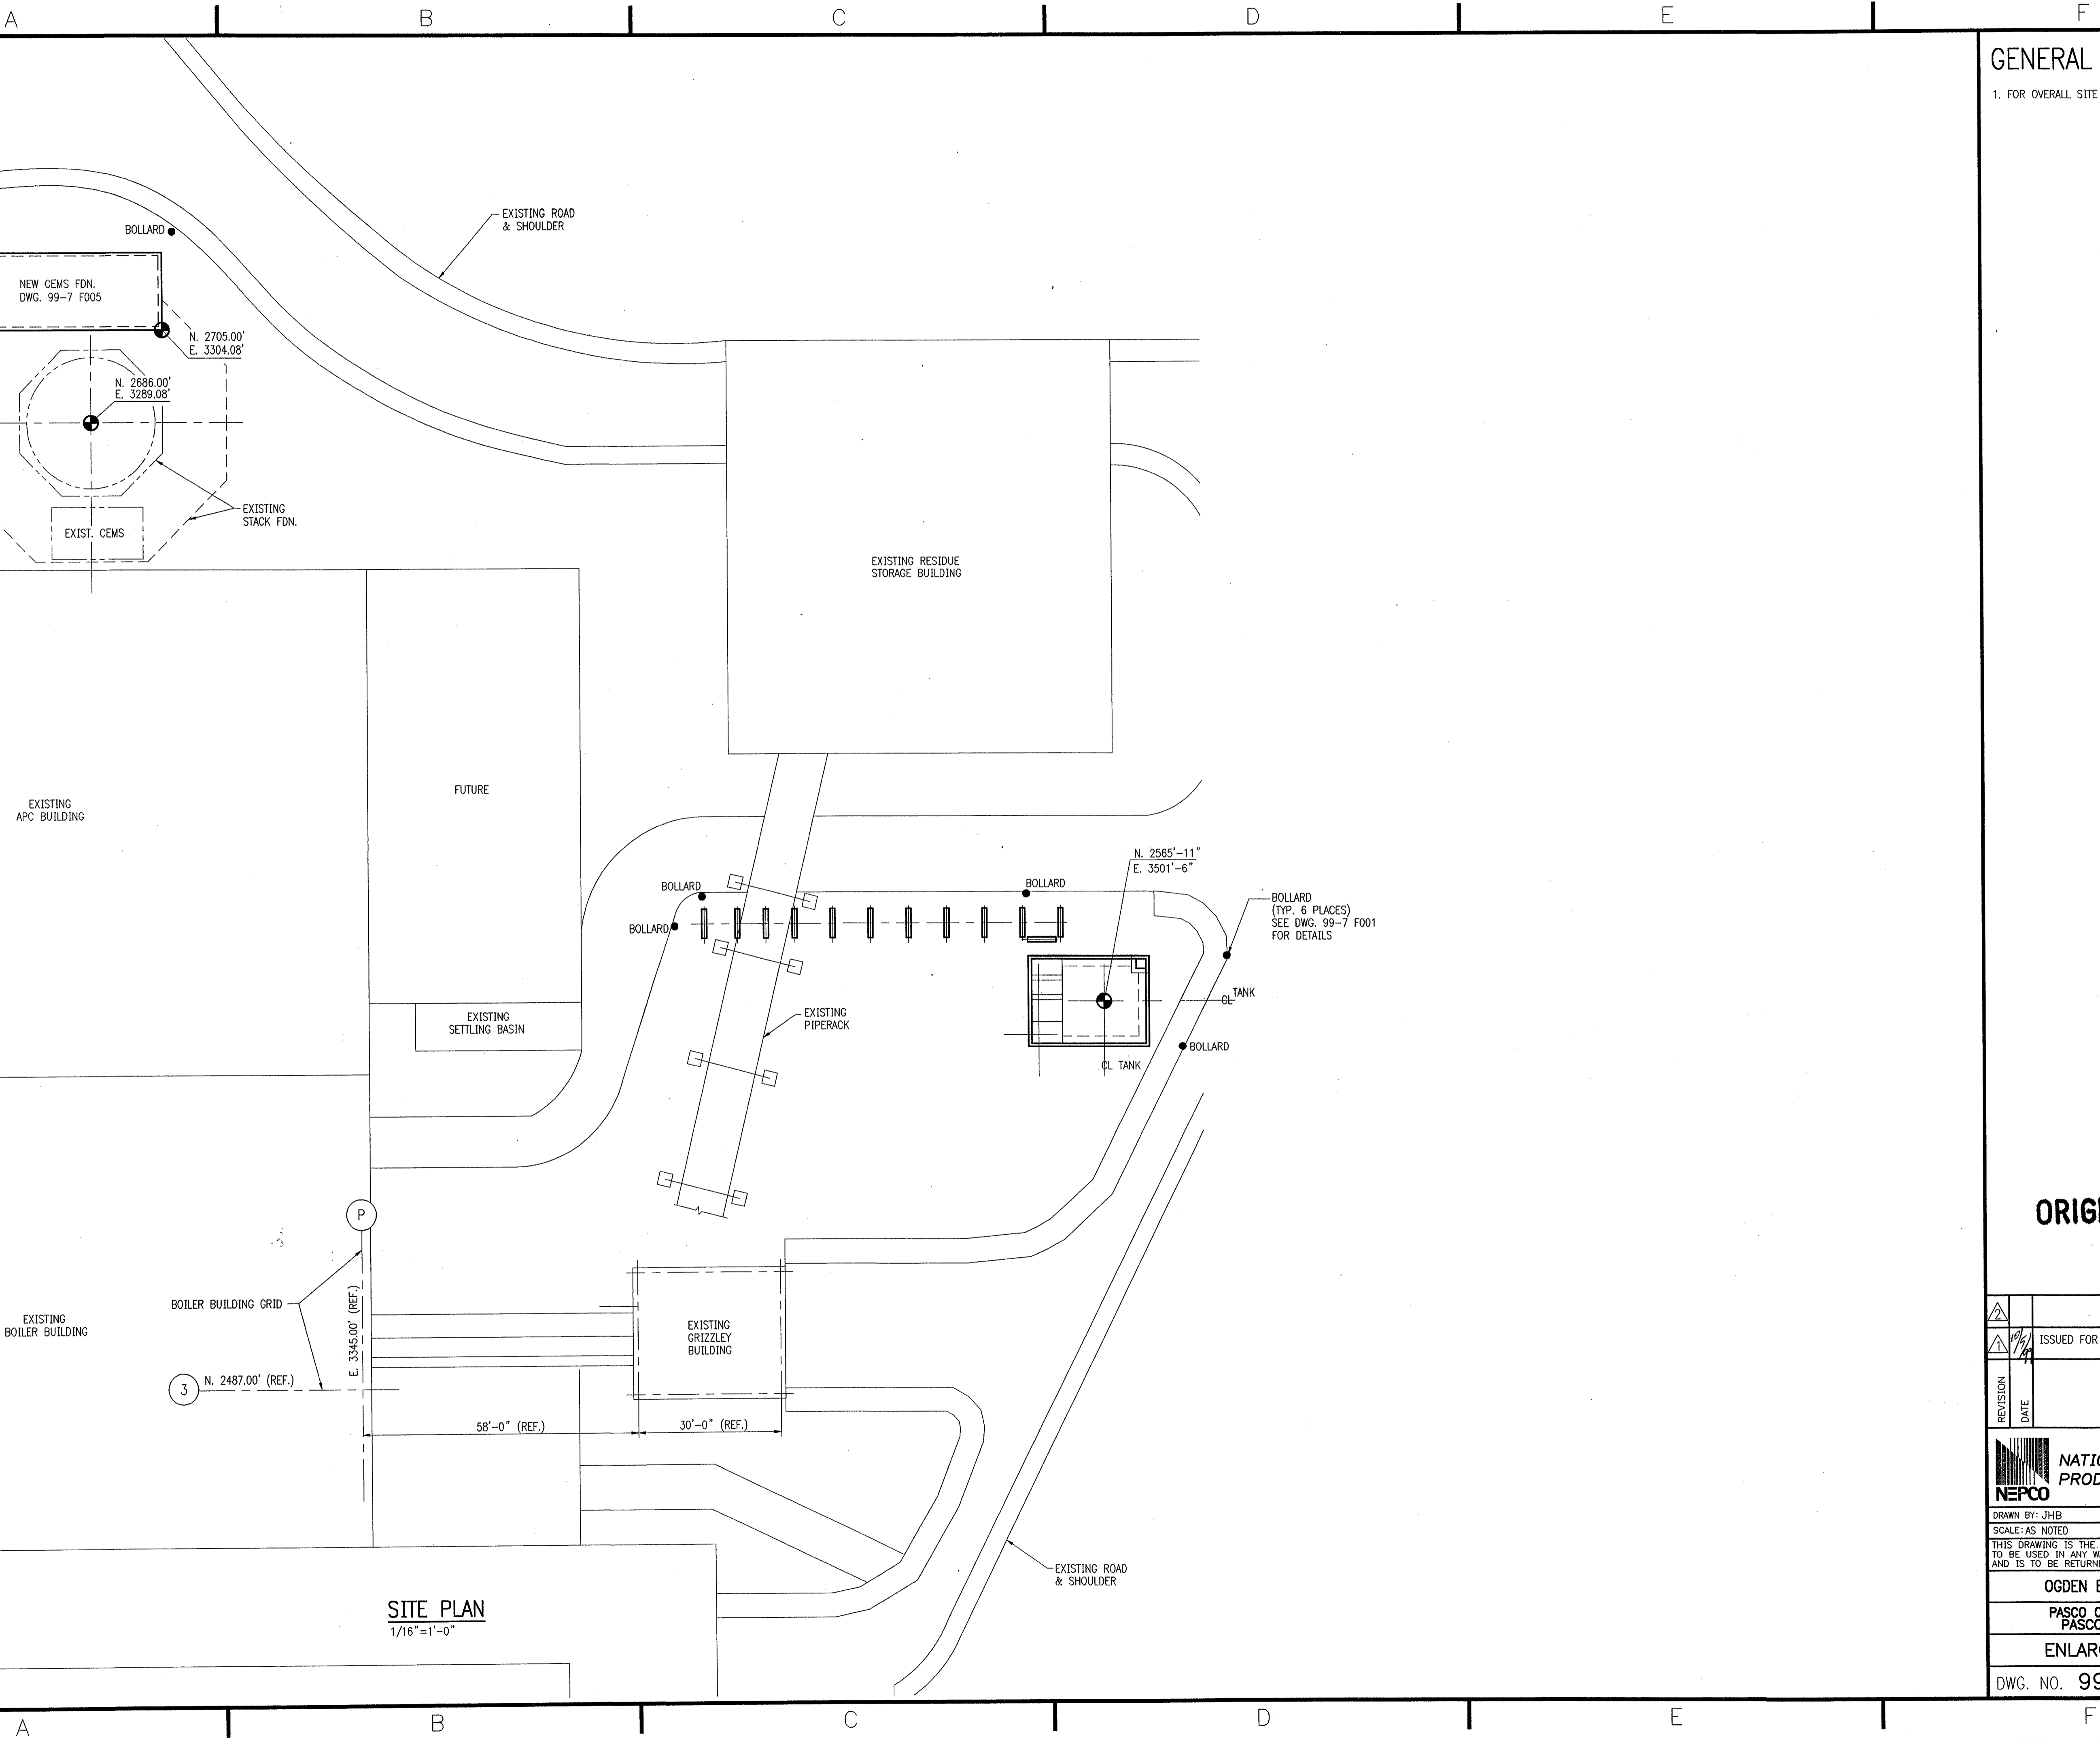 A B C D E F
GENERAL
1. FOR OVERALL SITE
EXISTING ROAD
& SHOULDER
BOLLARD
NEW CEMS FDN.
DWG. 99-7 F005
N. 2705.00'
E. 3304.08'
N. 2686.00'
E. 3289.08'
EXISTING
STACK FDN.
EXIST. CEMS
EXISTING RESIDUE
STORAGE BUILDING
FUTURE
EXISTING
APC BUILDING
N. 2565'-11"
E. 3501'-6"
BOLLARD
BOLLARD
BOLLARD
(TYP. 6 PLACES)
SEE DWG. 99-7 F001
FOR DETAILS
BOLLARD
CL TANK
EXISTING
SETTLING BASIN
EXISTING
PIPERACK
BOLLARD
CL TANK
P
BOILER BUILDING GRID
E. 3345.00' (REF.)
EXISTING
BOILER BUILDING
EXISTING
GRIZZLEY
BUILDING
3
N. 2487.00' (REF.)
58'-0" (REF.)
30'-0" (REF.)
EXISTING ROAD
& SHOULDER
SITE PLAN
1/16"=1'-0"
2
1
10/5/99
ISSUED FOR
REVISION
DATE
NEPCO
DRAWN BY: JHB
SCALE: AS NOTED
THIS DRAWING IS THE
TO BE USED IN ANY
AND IS TO BE
OGDEN
PASCO
DWG. NO. 99
A B C D E F